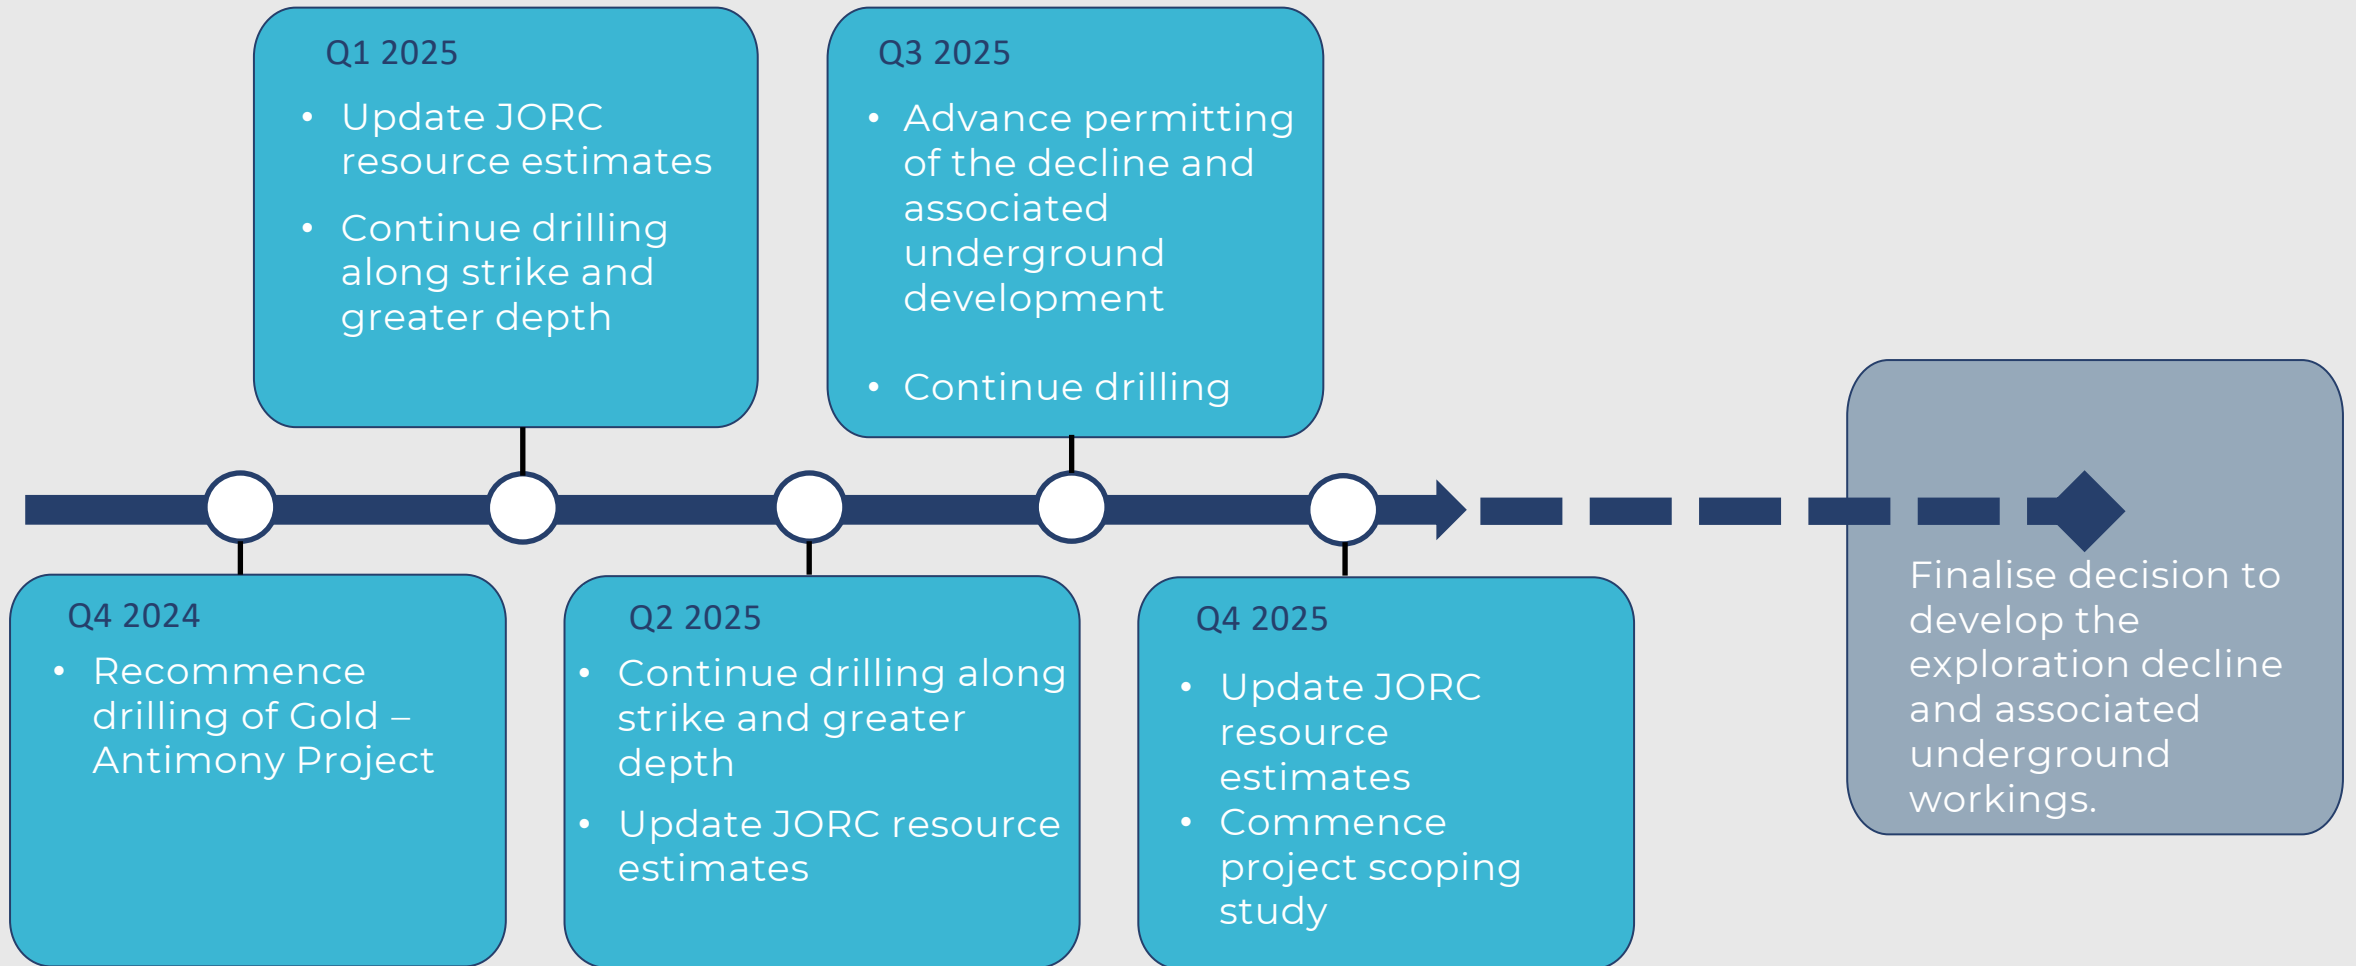 Q1 2025
• Update JORC
resource estimates
• Continue drilling
along strike and
greater depth
Q3 2025
• Advance permitting
of the decline and
associated
underground
development
• Continue drilling
Q4 2024
• Recommence
drilling of Gold –
Antimony Project
Q2 2025
• Continue drilling along
strike and greater
depth
• Update JORC resource
estimates
Q4 2025
• Update JORC
resource
estimates
• Commence
project scoping
study
Finalise decision to
develop the
exploration decline
and associated
underground
workings.